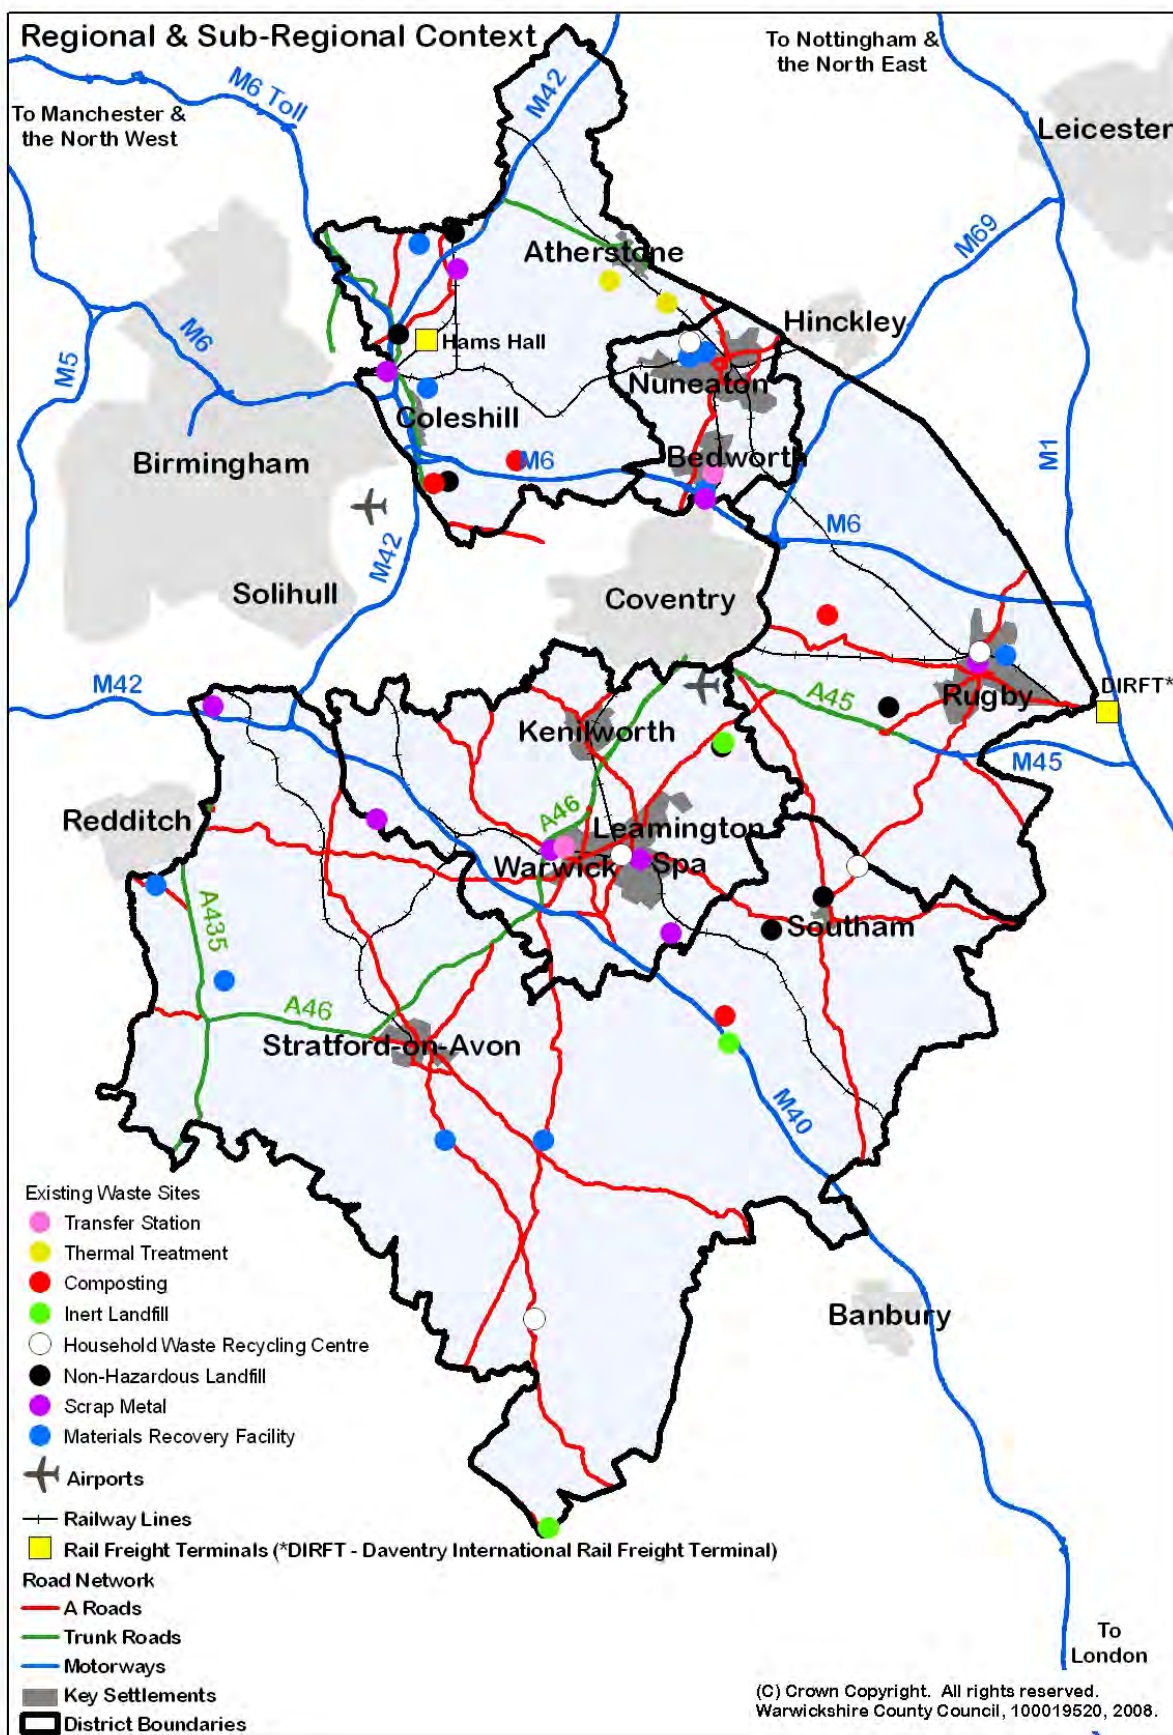 Regional & Sub-Regional Context
To Nottingham &
the North East
M6 Toll
M42
To Manchester &
the North West
Leicester
M69
Atherstone
Hinckley
Hams Hall
M6
M5
Nuneaton
Coleshill
M1
Birmingham
M6
Bedworth
M6
M42
Solihull
Coventry
M42
A45
Rugby
DIRFT*
Kenilworth
M45
Redditch
A46
Leamington
Warwick
Spa
A435
Southam
A46
Stratford-on-Avon
M40
Existing Waste Sites
Transfer Station
Thermal Treatment
Composting
Inert Landfill
Banbury
Household Waste Recycling Centre
Non-Hazardous Landfill
Scrap Metal
Materials Recovery Facility
Airports
Railway Lines
Rail Freight Terminals (*DIRFT - Daventry International Rail Freight Terminal)
Road Network
A Roads
Trunk Roads
Motorways
Key Settlements
District Boundaries
To
London
(C) Crown Copyright. All rights reserved.
Warwickshire County Council, 100019520, 2008.